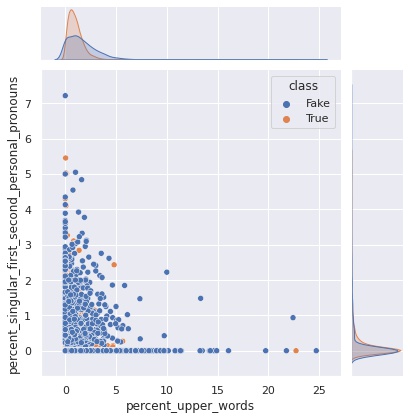 class
Fake
True
7
6
5
4
3
2
1
0
percent_singular_first_second_personal_pronouns
0 5 10 15 20 25
percent_upper_words